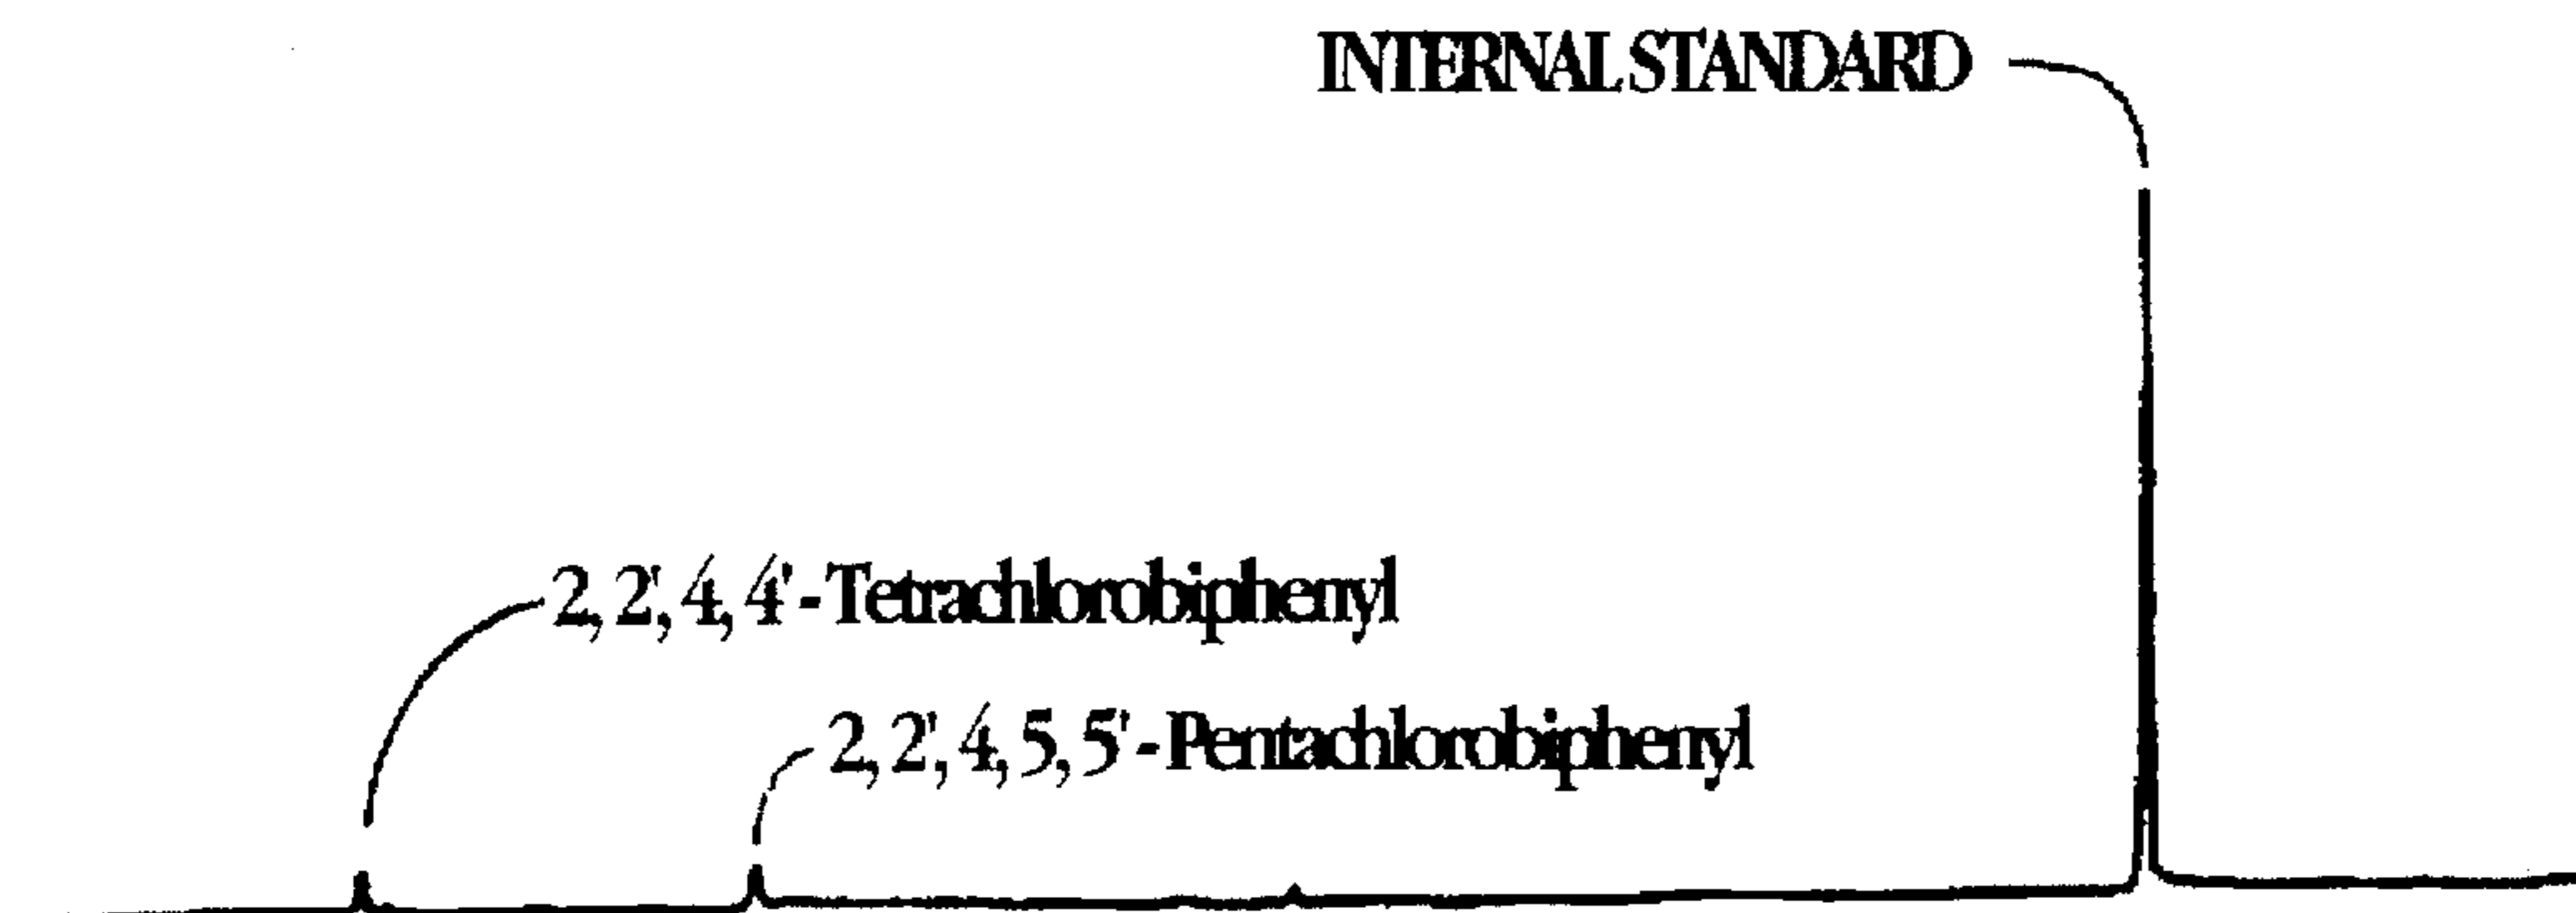 INTERNAL STANDARD
2, 2', 4, 4' - Tetrachlorobiphenyl
2, 2', 4, 5, 5' - Pentachlorobiphenyl